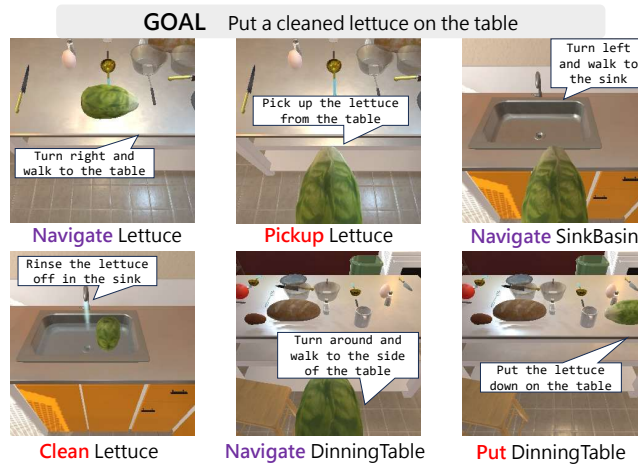 GOAL Put a cleaned lettuce on the table
Turn right and
walk to the table
Navigate Lettuce
Pick up the lettuce
from the table
Pickup Lettuce
Turn left
and walk to
the sink
Navigate SinkBasin
Rinse the lettuce
off in the sink
Clean Lettuce
Turn around and
walk to the side
of the table
Navigate DinningTable
Put the lettuce
down on the table
Put DinningTable